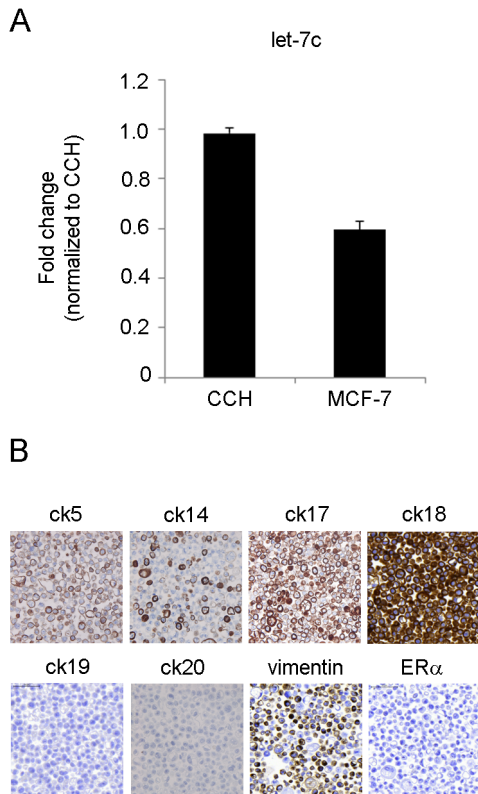 A
let-7c
Fold change
(normalized to CCH)
1.2
1.0
0.8
0.6
0.4
0.2
0
CCH MCF-7
B
ck5 ck14 ck17 ck18
ck19 ck20 vimentin ERα